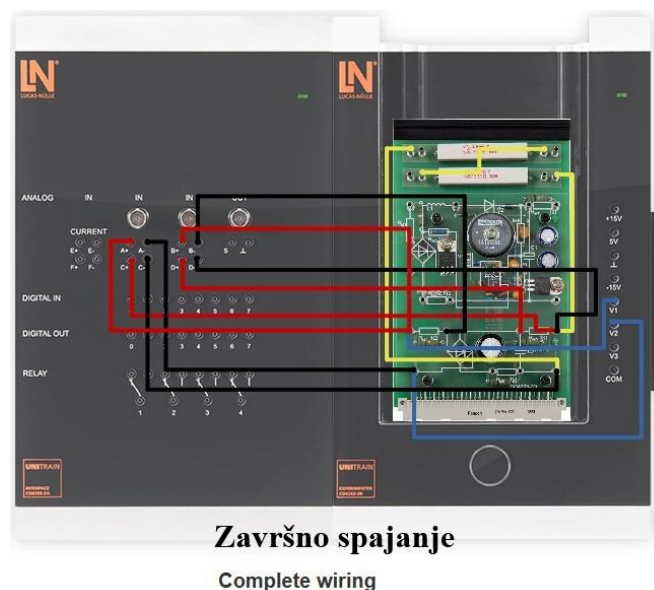 LN®
LUCAS-NÜLLE
LN®
LUCAS-NÜLLE
ANALOG IN IN IN OUT
CURRENT
E+ E- A+ A- B+ B- S ⊥
F+ F- C+ C- D+ D-
DIGITAL IN
3 4 5 6 7
DIGITAL OUT
0 3 4 5 6 7
RELAY
1 2 3 4
+15V
5V
⊥
-15V
V1
V2
V3
COM
UNITRAIN
INTERFACE
UNITRAIN
EXPERIMENTER
Završno spajanje
Complete wiring